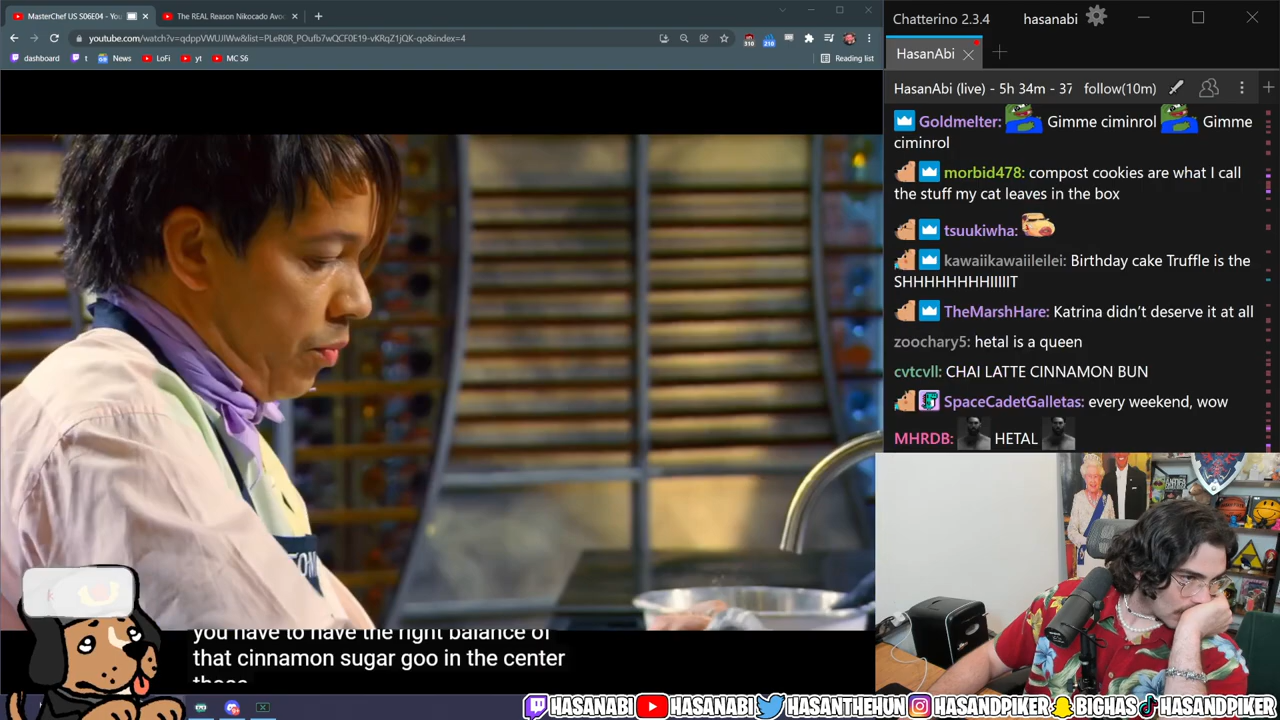 MasterChef US S06E04 - You
The REAL Reason Nikocado Avoc
Chatterino 2.3.4
hasanabi
youtube.com/watch?v=qdppVWUJlWw&list=PLeR0R_POufb7wQCF0E19-vKRqZ1jQK-qo&index=4
310
210
HasanAbi
dashboard
t
News
LoFi
yt
MC S6
Reading list
HasanAbi (live) - 5h 34m - 37
follow(10m)
Goldmelter: Gimme ciminrol Gimme
ciminrol
morbid478: compost cookies are what I call
the stuff my cat leaves in the box
tsuukiwha:
kawaiikawaiileilei: Birthday cake Truffle is the
SHHHHHHHHIIIIIT
TheMarshHare: Katrina didn't deserve it at all
zoochary5: hetal is a queen
cvtcvll: CHAI LATTE CINNAMON BUN
SpaceCadetGalletas: every weekend, wow
MHRDB: HETAL
you have to have the right balance of
that cinnamon sugar goo in the center
HASANABI
HASANABI
HASANTHEHUN
HASANDPIKER
BIGHAS
HASANDPIKER